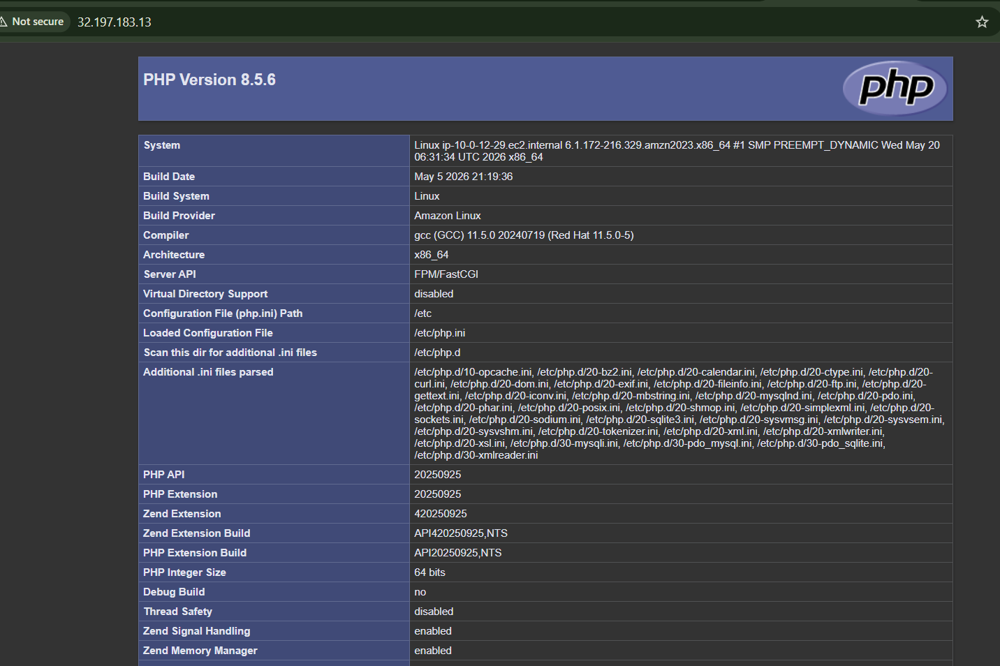 Not secure 32.197.183.13
PHP Version 8.5.6
php
System Linux ip-10-0-12-29.ec2.internal 6.1.172-216.329.amzn2023.x86_64 #1 SMP PREEMPT_DYNAMIC Wed May 20
06:31:34 UTC 2026 x86_64
Build Date May 5 2026 21:19:36
Build System Linux
Build Provider Amazon Linux
Compiler gcc (GCC) 11.5.0 20240719 (Red Hat 11.5.0-5)
Architecture x86_64
Server API FPM/FastCGI
Virtual Directory Support disabled
Configuration File (php.ini) Path /etc
Loaded Configuration File /etc/php.ini
Scan this dir for additional .ini files /etc/php.d
Additional .ini files parsed /etc/php.d/10-opcache.ini, /etc/php.d/20-bz2.ini, /etc/php.d/20-calendar.ini, /etc/php.d/20-ctype.ini, /etc/php.d/20-
curl.ini, /etc/php.d/20-dom.ini, /etc/php.d/20-exif.ini, /etc/php.d/20-fileinfo.ini, /etc/php.d/20-ftp.ini, /etc/php.d/20-
gettext.ini, /etc/php.d/20-iconv.ini, /etc/php.d/20-mbstring.ini, /etc/php.d/20-mysqlnd.ini, /etc/php.d/20-pdo.ini,
/etc/php.d/20-phar.ini, /etc/php.d/20-posix.ini, /etc/php.d/20-shmop.ini, /etc/php.d/20-simplexml.ini, /etc/php.d/20-
sockets.ini, /etc/php.d/20-sodium.ini, /etc/php.d/20-sqlite3.ini, /etc/php.d/20-sysvmsg.ini, /etc/php.d/20-sysvsem.ini,
/etc/php.d/20-sysvshm.ini, /etc/php.d/20-tokenizer.ini, /etc/php.d/20-xml.ini, /etc/php.d/20-xmlwriter.ini,
/etc/php.d/20-xsl.ini, /etc/php.d/30-mysqli.ini, /etc/php.d/30-pdo_mysql.ini, /etc/php.d/30-pdo_sqlite.ini,
/etc/php.d/30-xmlreader.ini
PHP API 20250925
PHP Extension 20250925
Zend Extension 420250925
Zend Extension Build API420250925,NTS
PHP Extension Build API20250925,NTS
PHP Integer Size 64 bits
Debug Build no
Thread Safety disabled
Zend Signal Handling enabled
Zend Memory Manager enabled